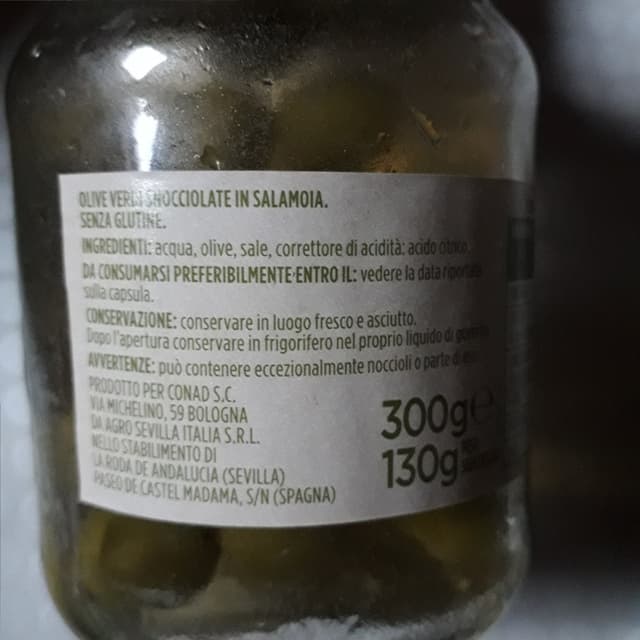 OLIVE VERDI SNOCCIOLATE IN SALAMOIA.
SENZA GLUTINE.
INGREDIENTI: acqua, olive, sale, correttore di acidità: acido citrico.
DA CONSUMARSI PREFERIBILMENTE ENTRO IL: vedere la data riportata
sulla capsula.
CONSERVAZIONE: conservare in luogo fresco e asciutto.
Dopo l'apertura conservare in frigorifero nel proprio liquido di
AVVERTENZE: può contenere eccezionalmente noccioli o parte di
PRODOTTO PER CONAD S.C.
VIA MICHELINO, 59 BOLOGNA
DA AGRO SEVILLA ITALIA S.R.L.
NELLO STABILIMENTO DI
LA RODA DE ANDALUCIA (SEVILLA)
PASEO DE CASTEL MADAMA, S/N (SPAGNA)
300g e
130g